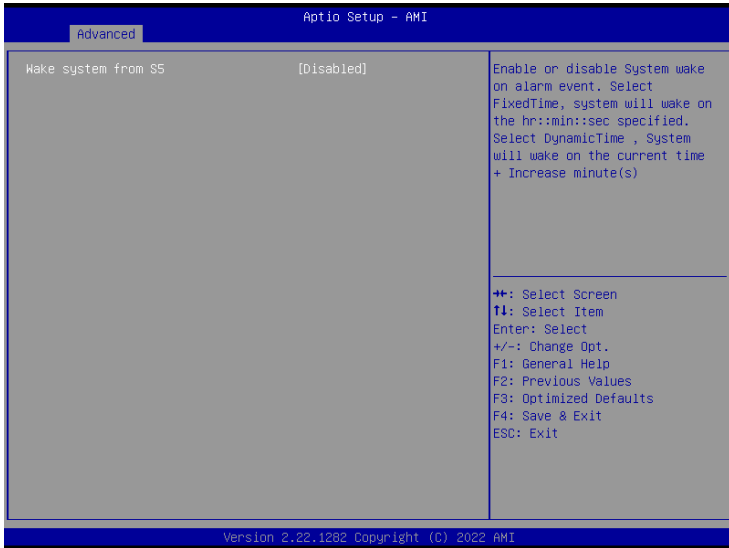 Aptio Setup - AMI
Advanced
Wake system from S5 [Disabled]
Enable or disable System wake
on alarm event. Select
FixedTime, system will wake on
the hr::min::sec specified.
Select DynamicTime , System
will wake on the current time
+ Increase minute(s)
→←: Select Screen
↑↓: Select Item
Enter: Select
+/-: Change Opt.
F1: General Help
F2: Previous Values
F3: Optimized Defaults
F4: Save & Exit
ESC: Exit
Version 2.22.1282 Copyright (C) 2022 AMI